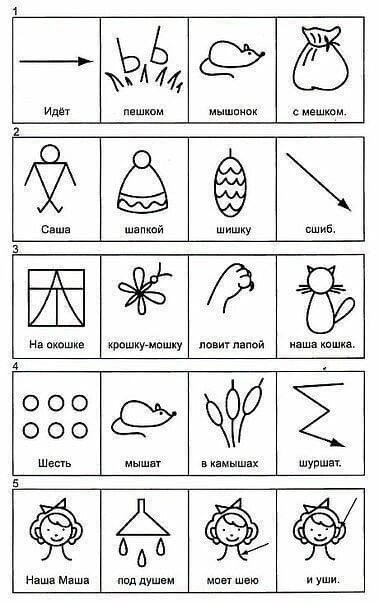 1
Идёт пешком мышонок с мешком.
2
Саша шапкой шишку сшиб.
3
На окошке крошку-мошку ловит лапой наша кошка.
4
Шесть мышат в камышах шуршат.
5
Наша Маша под душем моет шею и уши.